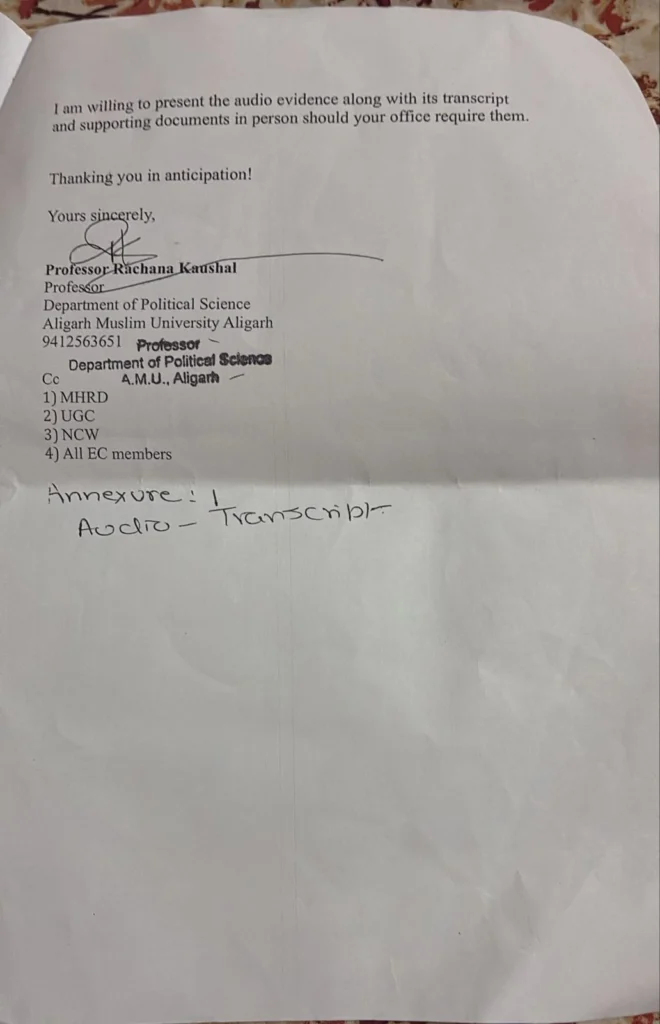 I am willing to present the audio evidence along with its transcript
and supporting documents in person should your office require them.
Thanking you in anticipation!
Yours sincerely,
Professor Rachana Kaushal
Professor
Department of Political Science
Aligarh Muslim University Aligarh
9412563651 Professor
Department of Political Science
Cc A.M.U., Aligarh
1) MHRD
2) UGC
3) NCW
4) All EC members
Annexure : 1
Audio - Transcript